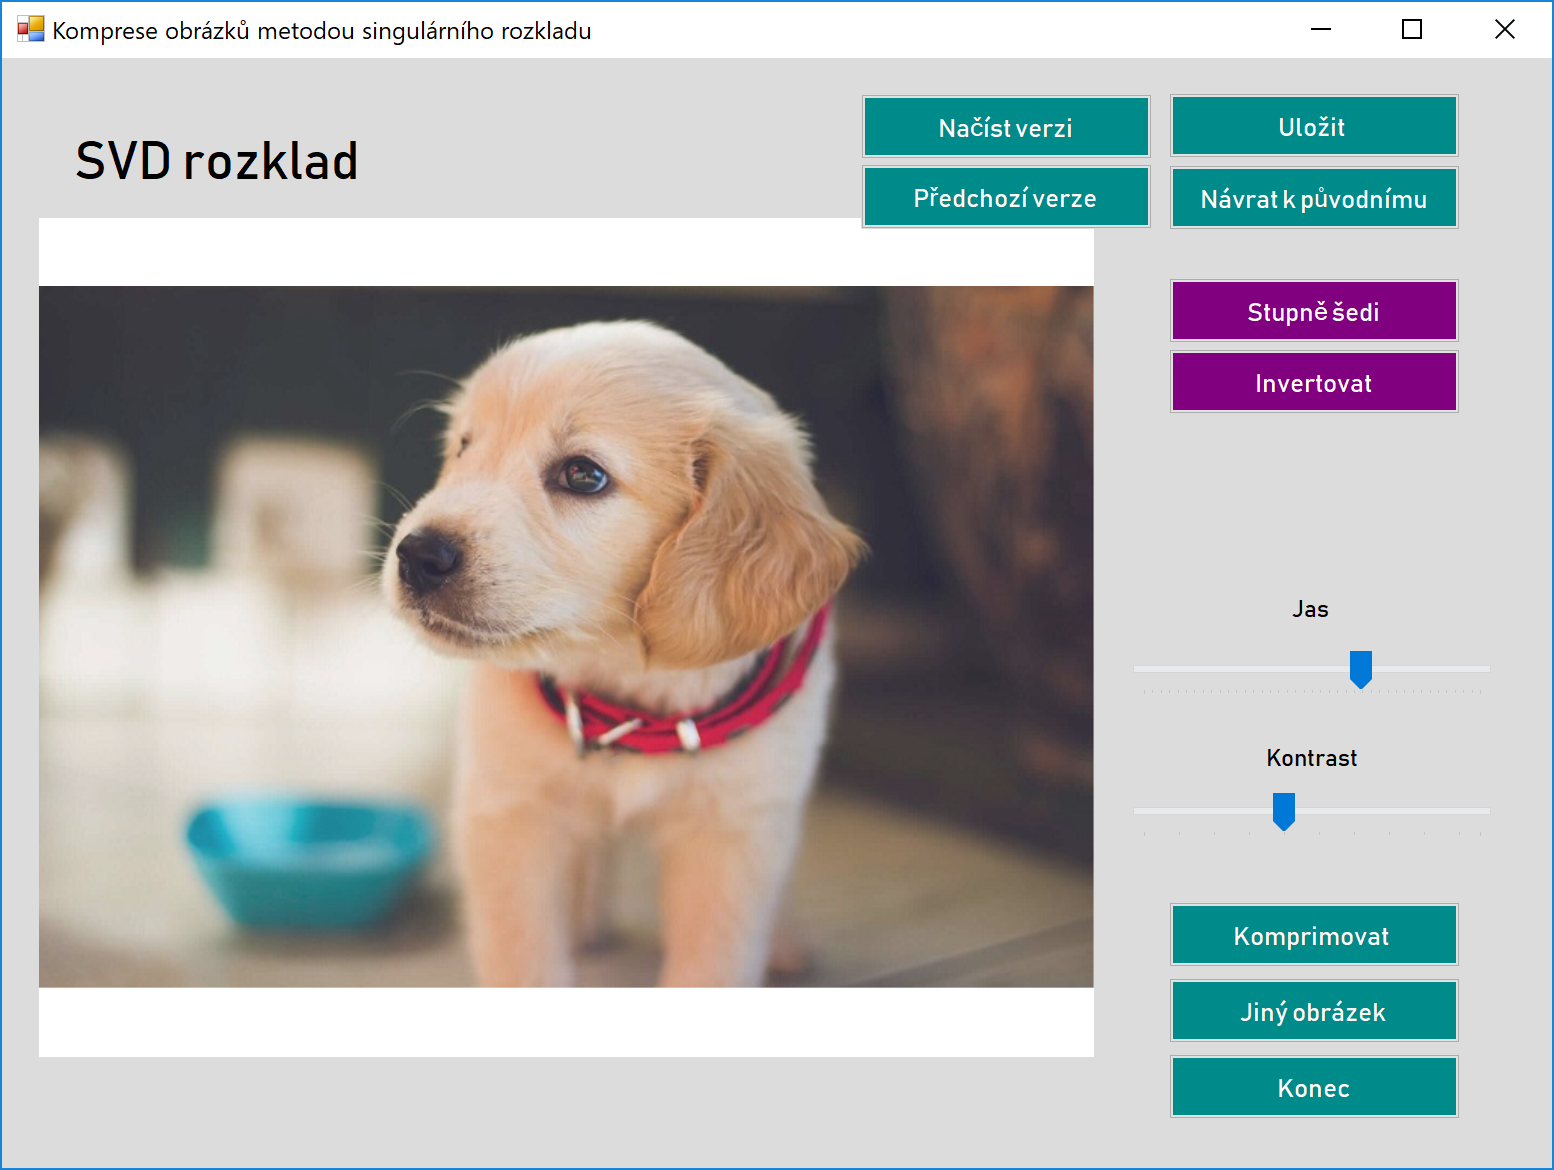 Komprese obrázků metodou singulárního rozkladu
SVD rozklad
Načíst verzi
Uložit
Předchozí verze
Návrat k původnímu
Stupně šedi
Invertovat
Jas
Kontrast
Komprimovat
Jiný obrázek
Konec